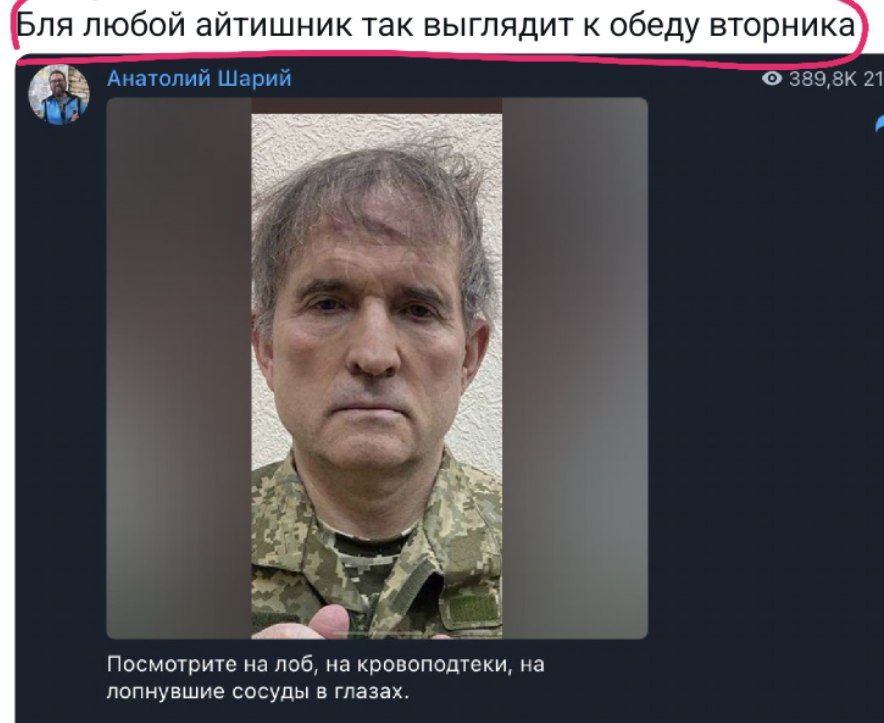 Бля любой айтишник так выглядит к обеду вторника
Анатолий Шарий
389,8K 21
Посмотрите на лоб, на кровоподтеки, на
лопнувшие сосуды в глазах.